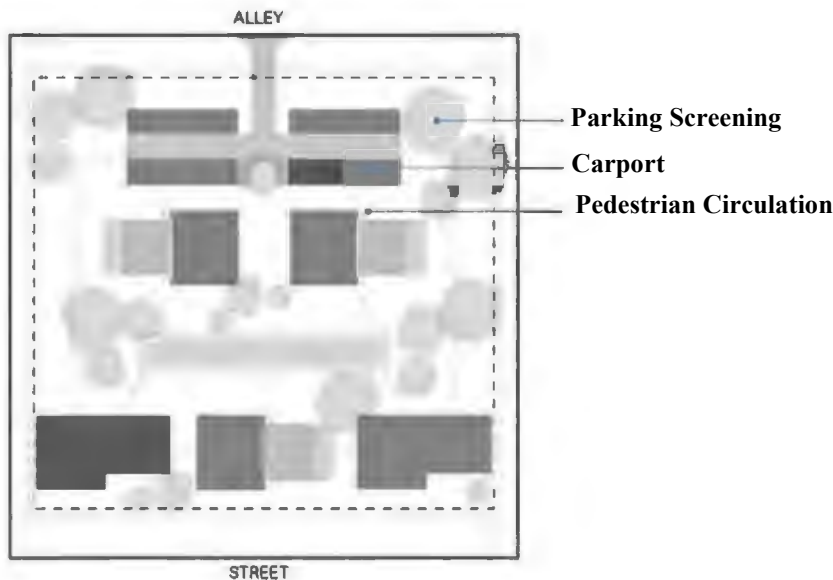 ALLEY
Parking Screening
Carport
Pedestrian Circulation
STREET